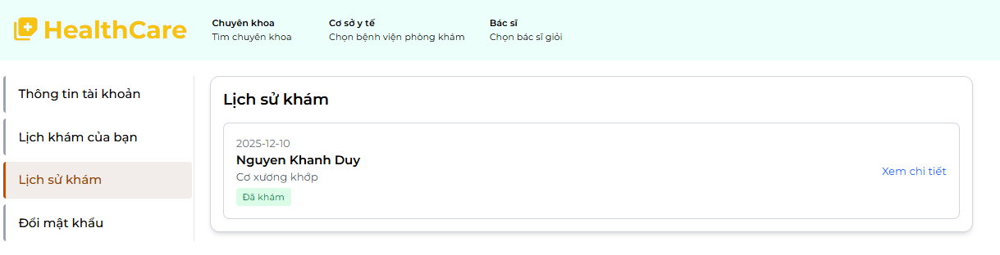 HealthCare
Chuyên khoa
Tìm chuyên khoa
Cơ sở y tế
Chọn bệnh viện phòng khám
Bác sĩ
Chọn bác sĩ giỏi
Thông tin tài khoản
Lịch khám của bạn
Lịch sử khám
Đổi mật khẩu
Lịch sử khám
2025-12-10
Nguyen Khanh Duy
Cơ xương khớp
Đã khám
Xem chi tiết